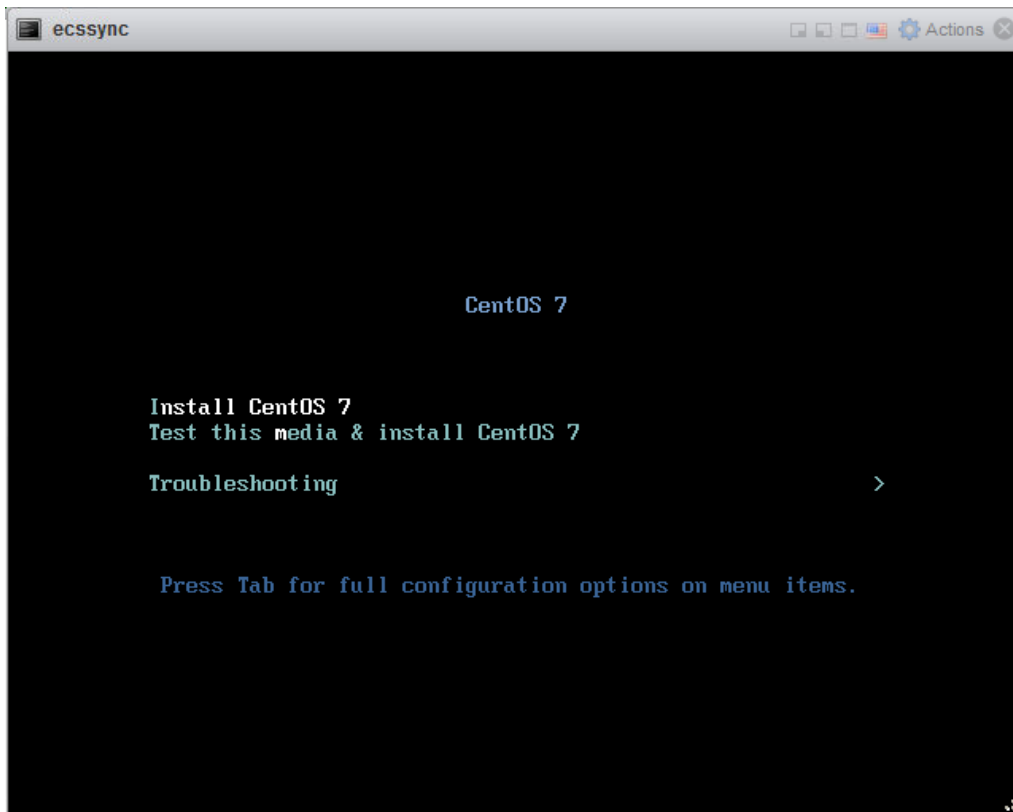 ecssync
Actions
CentOS 7
Install CentOS 7
Test this media & install CentOS 7
Troubleshooting >
Press Tab for full configuration options on menu items.